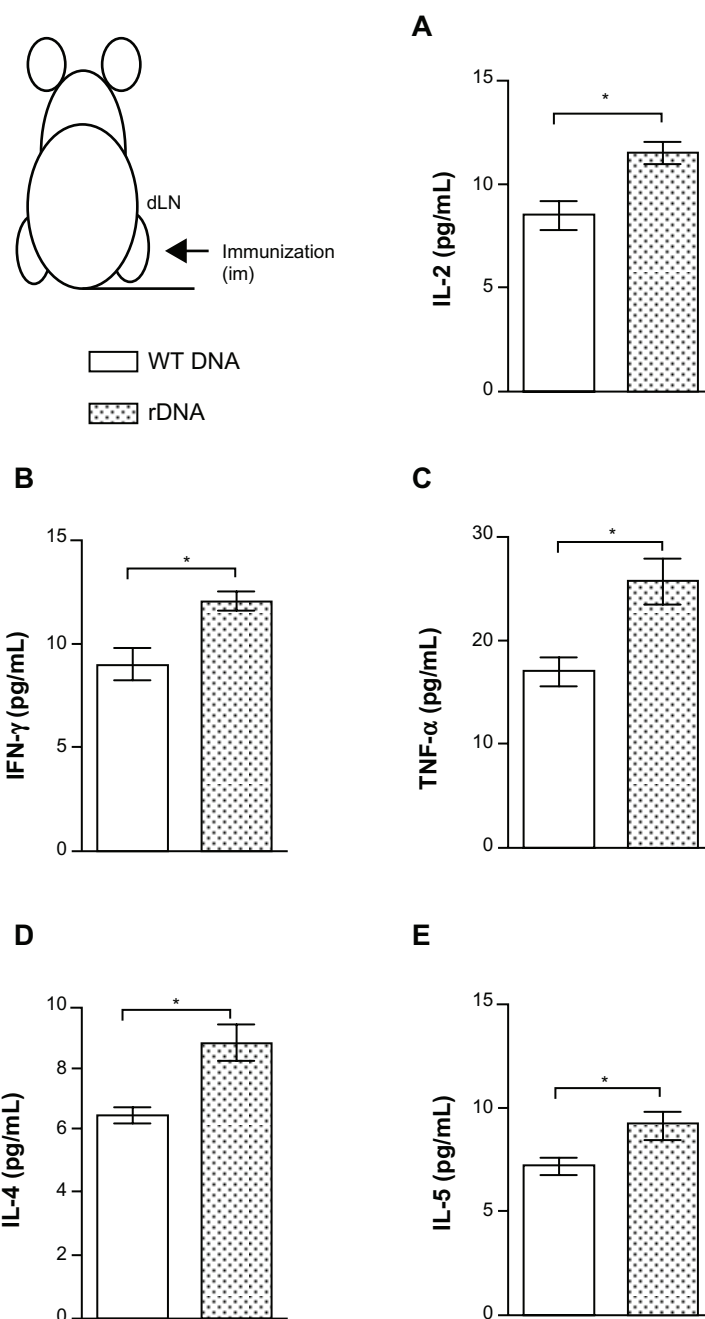 A
dLN
Immunization
(im)
WT DNA
rDNA
15
10
5
0
IL-2 (pg/mL)
*
B
15
10
5
0
IFN-γ (pg/mL)
*
C
30
20
10
0
TNF-α (pg/mL)
*
D
10
8
6
4
2
0
IL-4 (pg/mL)
*
E
15
10
5
0
IL-5 (pg/mL)
*